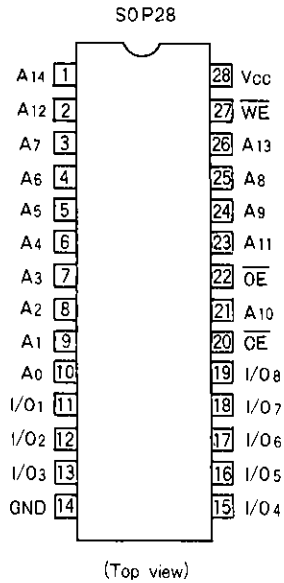 SOP28
A14 1 28 Vcc
A12 2 27 WE
A7 3 26 A13
A6 4 25 A8
A5 5 24 A9
A4 6 23 A11
A3 7 22 OE
A2 8 21 A10
A1 9 20 CE
A0 10 19 I/O8
I/O1 11 18 I/O7
I/O2 12 17 I/O6
I/O3 13 16 I/O5
GND 14 15 I/O4
(Top view)